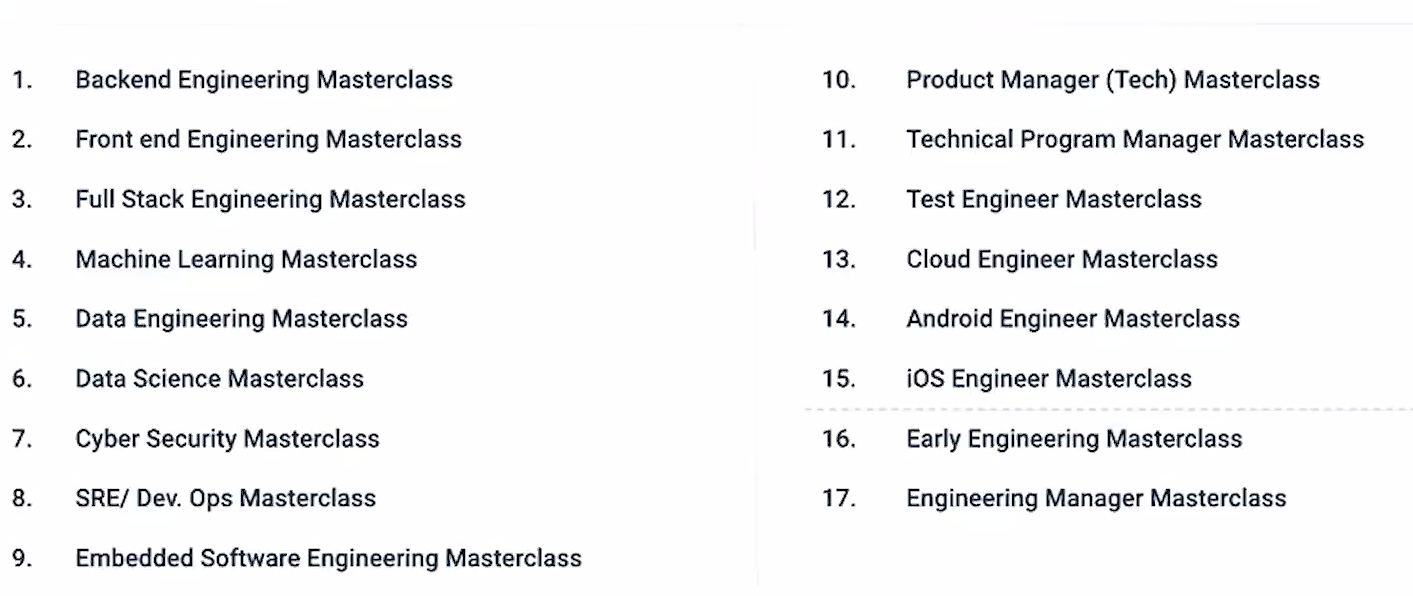 1. Backend Engineering Masterclass
2. Front end Engineering Masterclass
3. Full Stack Engineering Masterclass
4. Machine Learning Masterclass
5. Data Engineering Masterclass
6. Data Science Masterclass
7. Cyber Security Masterclass
8. SRE/ Dev. Ops Masterclass
9. Embedded Software Engineering Masterclass
10. Product Manager (Tech) Masterclass
11. Technical Program Manager Masterclass
12. Test Engineer Masterclass
13. Cloud Engineer Masterclass
14. Android Engineer Masterclass
15. iOS Engineer Masterclass
16. Early Engineering Masterclass
17. Engineering Manager Masterclass